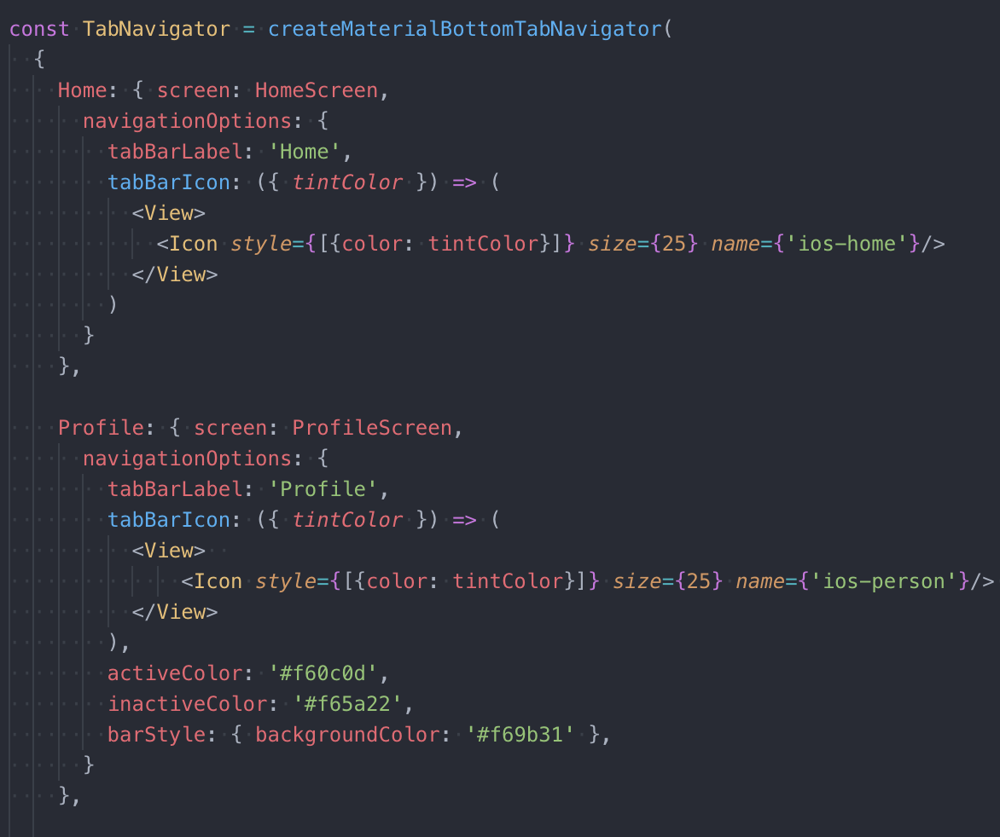 const TabNavigator = createMaterialBottomTabNavigator(
  {
    Home: { screen: HomeScreen,
      navigationOptions: {
        tabBarLabel: 'Home',
        tabBarIcon: ({ tintColor }) => (
          <View>
            <Icon style={[{color: tintColor}]} size={25} name={'ios-home'}/>
          </View>
        )
      }
    },

    Profile: { screen: ProfileScreen,
      navigationOptions: {
        tabBarLabel: 'Profile',
        tabBarIcon: ({ tintColor }) => (
          <View>
              <Icon style={[{color: tintColor}]} size={25} name={'ios-person'}/>
          </View>
        ),
        activeColor: '#f60c0d',
        inactiveColor: '#f65a22',
        barStyle: { backgroundColor: '#f69b31' },
      }
    },